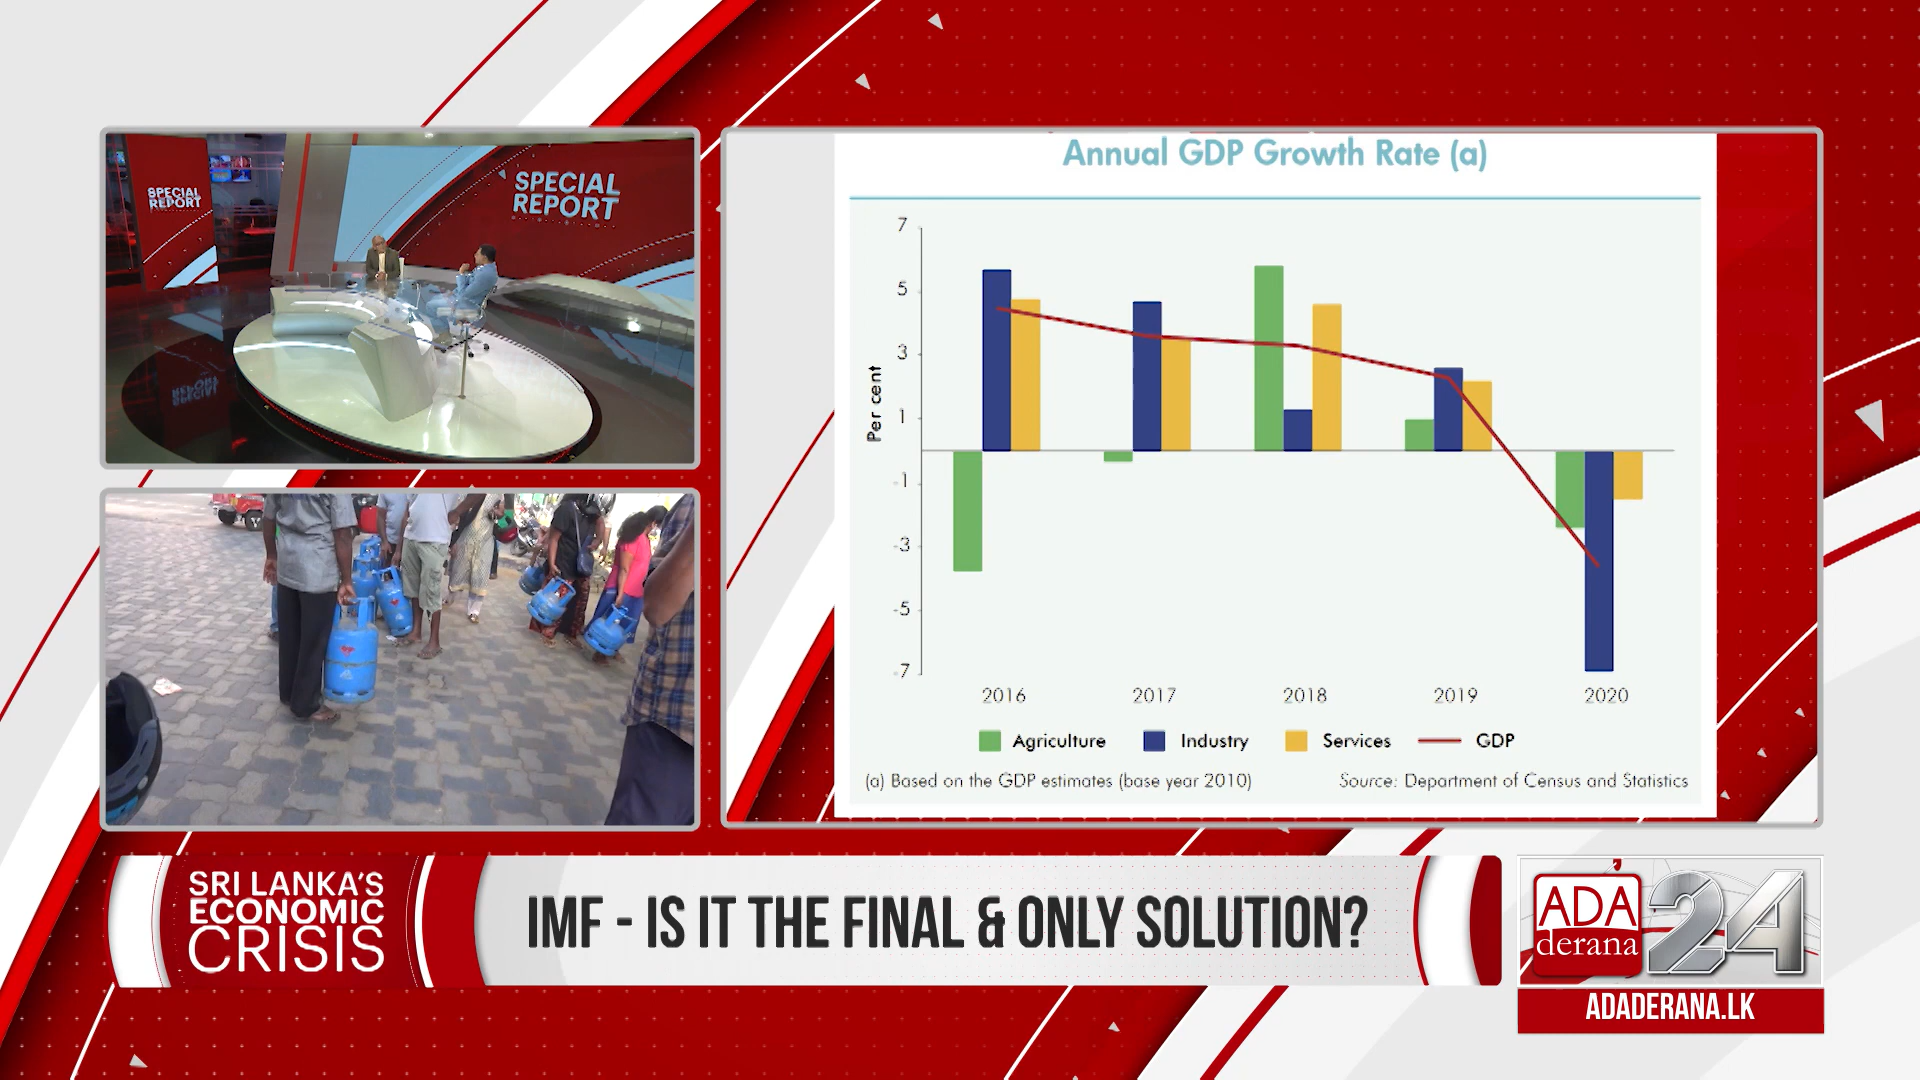 SPECIAL
REPORT
SPECIAL
REPORT
Annual GDP Growth Rate (a)
Per cent
7
5
3
1
-1
-3
-5
-7
2016 2017 2018 2019 2020
Agriculture Industry Services GDP
(a) Based on the GDP estimates (base year 2010) Source: Department of Census and Statistics
SRI LANKA'S
ECONOMIC
CRISIS
IMF - IS IT THE FINAL & ONLY SOLUTION?
ADA
derana
24
ADADERANA.LK